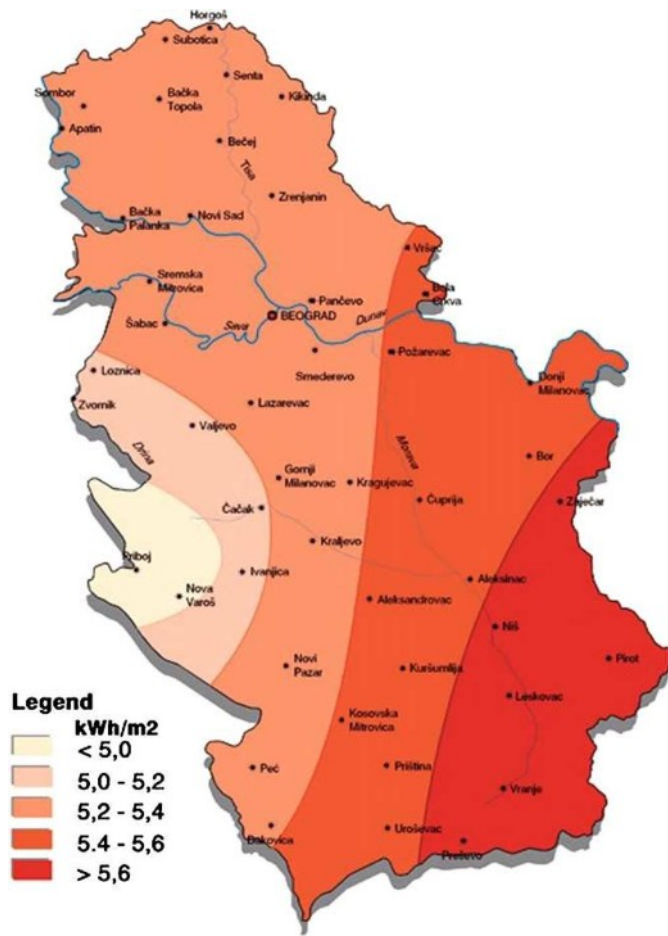 Horgoš
Subotica
Senta
Sombor
Bačka
Topola
Kikinda
Apatin
Bečej
Tisa
Zrenjanin
Bačka
Palanka
Novi Sad
Vršac
Sremska
Mitrovica
Pančevo
Bela
Crkva
BEOGRAD
Dunav
Šabac
Sava
Požarevac
Smederevo
Loznica
Donji
Milanovac
Zvornik
Lazarevac
Valjevo
Drina
Morava
Bor
Gornji
Milanovac
Kragujevac
Ćuprija
Zaječar
Čačak
Kraljevo
Priboj
Ivanjica
Aleksinac
Nova
Varoš
Aleksandrovac
Niš
Novi
Pazar
Kuršumlija
Pirot
Leskovac
Kosovska
Mitrovica
Peć
Priština
Vranje
Đakovica
Uroševac
Preševo
Legend
kWh/m2
< 5,0
5,0 - 5,2
5,2 - 5,4
5.4 - 5,6
> 5,6